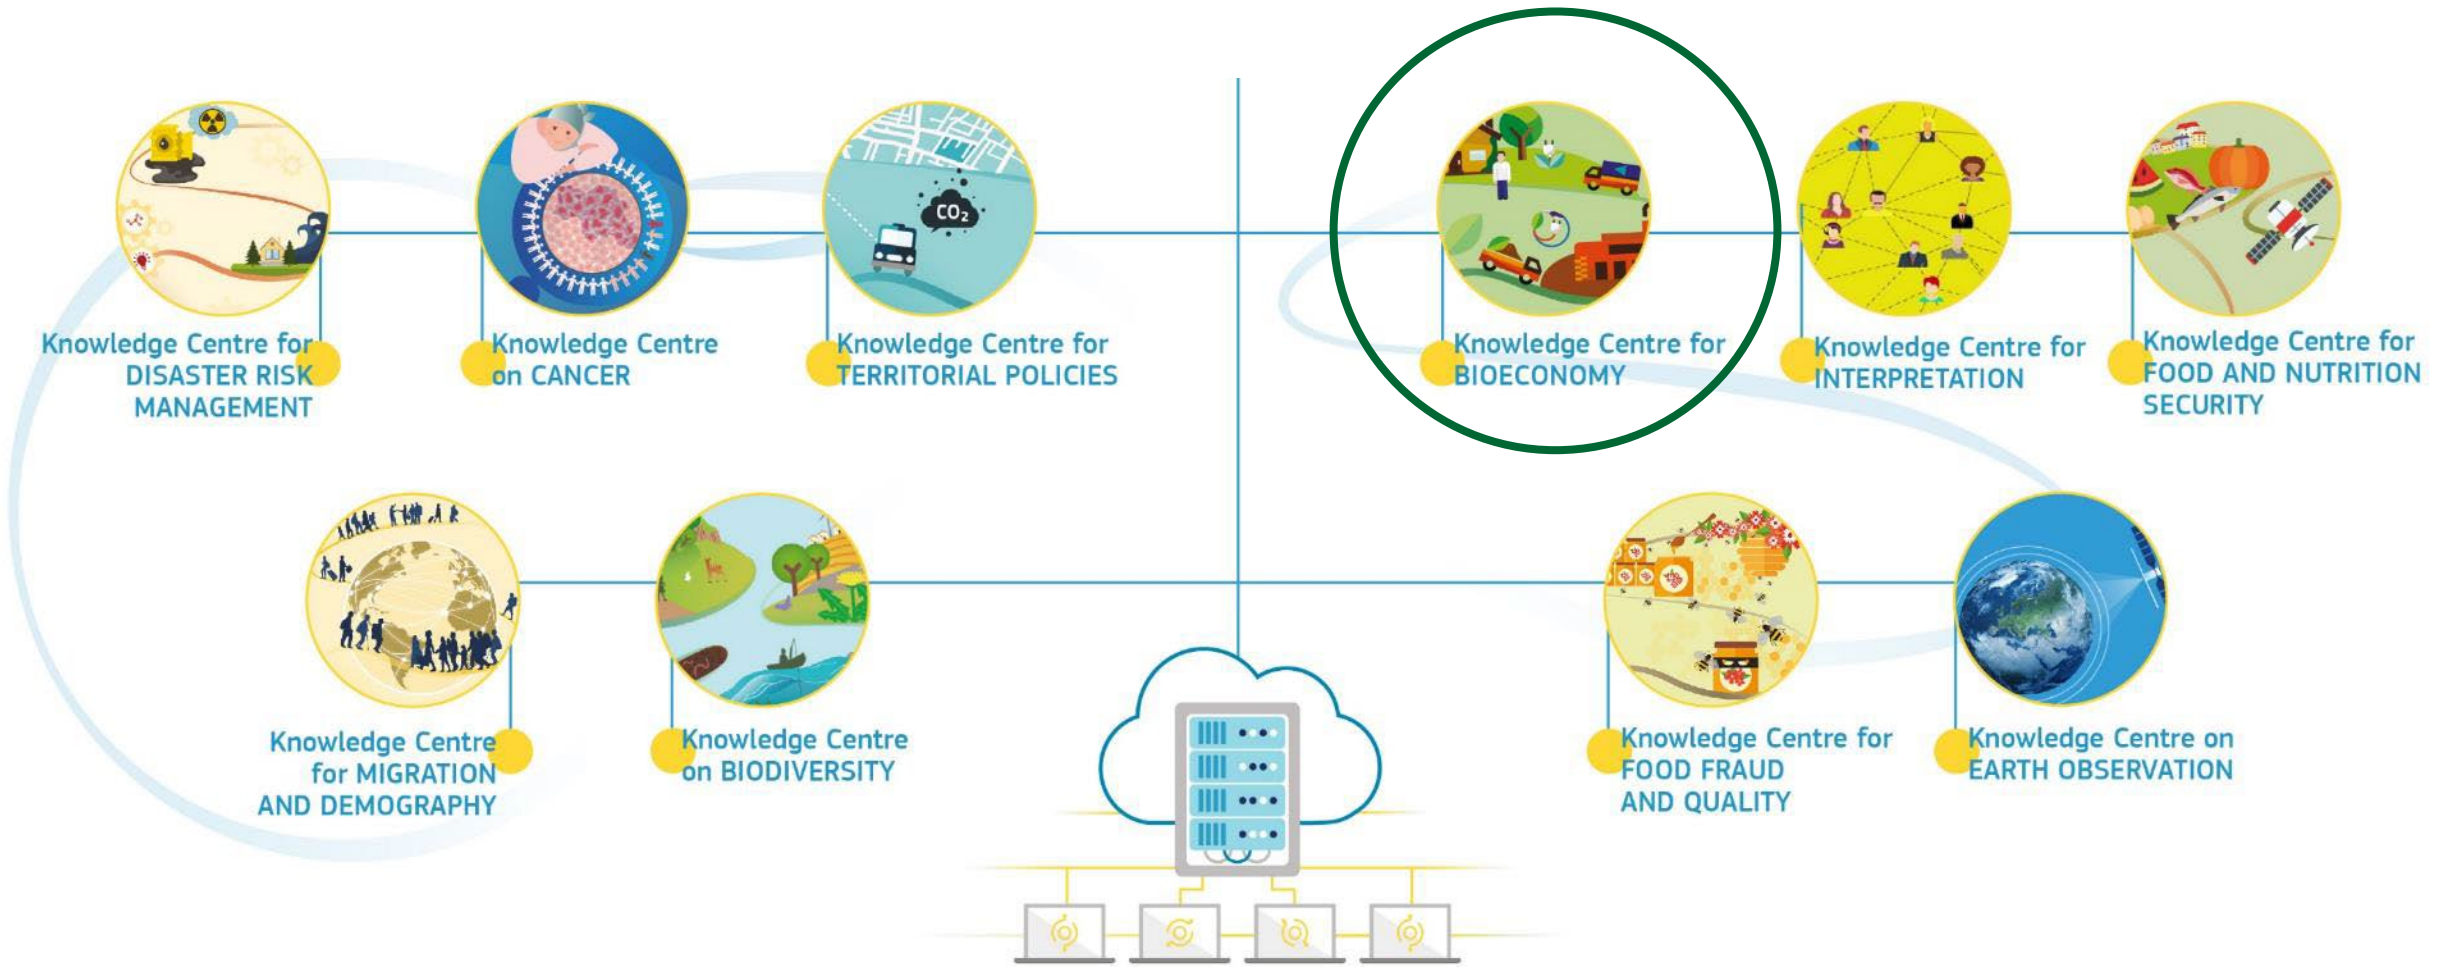 CO₂
Knowledge Centre for
DISASTER RISK
MANAGEMENT
Knowledge Centre
on CANCER
Knowledge Centre for
TERRITORIAL POLICIES
Knowledge Centre for
BIOECONOMY
Knowledge Centre for
INTERPRETATION
Knowledge Centre for
FOOD AND NUTRITION
SECURITY
Knowledge Centre
for MIGRATION
AND DEMOGRAPHY
Knowledge Centre
on BIODIVERSITY
Knowledge Centre for
FOOD FRAUD
AND QUALITY
Knowledge Centre on
EARTH OBSERVATION